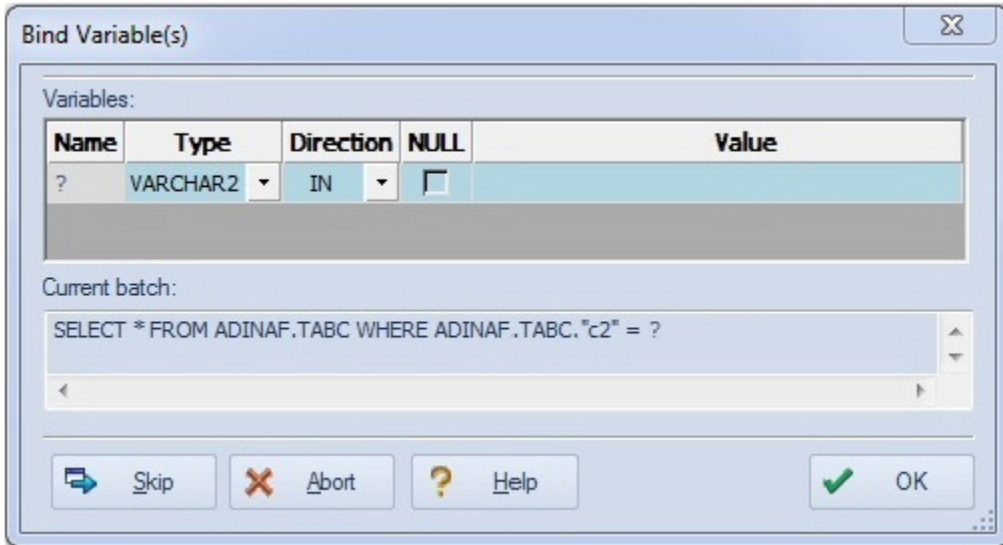 Bind Variable(s)
Variables:
Name Type Direction NULL Value
? VARCHAR2 IN
Current batch:
SELECT * FROM ADINAF.TABC WHERE ADINAF.TABC."c2" = ?
Skip Abort ? Help OK